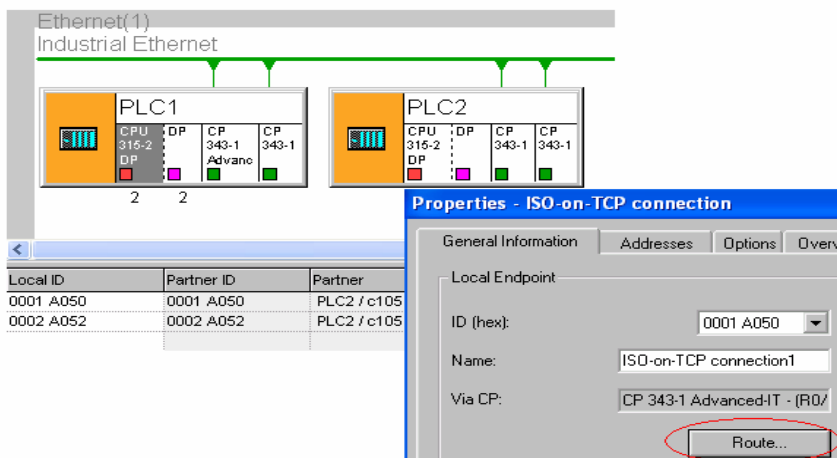 Ethernet(1)
Industrial Ethernet
PLC1
CPU 315-2 DP
DP
CP 343-1 Advanc
CP 343-1
2
2
PLC2
CPU 315-2 DP
DP
CP 343-1
CP 343-1
Local ID Partner ID Partner
0001 A050 0001 A050 PLC2 / c105
0002 A052 0002 A052 PLC2 / c105
Properties - ISO-on-TCP connection
General Information Addresses Options Overv
Local Endpoint
ID (hex): 0001 A050
Name: ISO-on-TCP connection1
Via CP: CP 343-1 Advanced-IT - (R0/
Route...